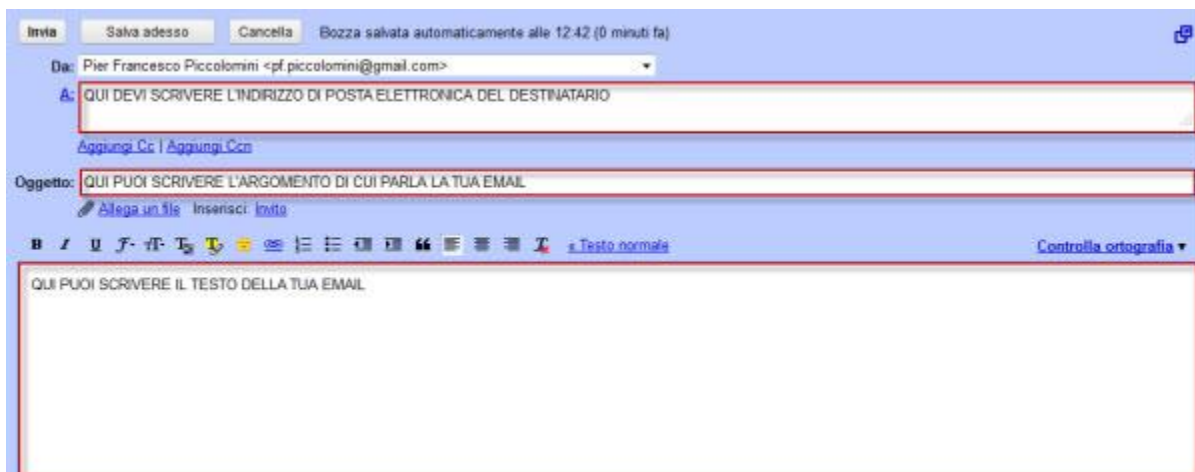 Invia Salva adesso Cancella Bozza salvata automaticamente alle 12:42 (0 minuti fa)
Da: Pier Francesco Piccolomini <pf.piccolomini@gmail.com>
A: QUI DEVI SCRIVERE L'INDIRIZZO DI POSTA ELETTRONICA DEL DESTINATARIO
Aggiungi Cc | Aggiungi Ccn
Oggetto: QUI PUOI SCRIVERE L'ARGOMENTO DI CUI PARLA LA TUA EMAIL
Allega un file Inserisci: Invito
« Testo normale Controlla ortografia
QUI PUOI SCRIVERE IL TESTO DELLA TUA EMAIL